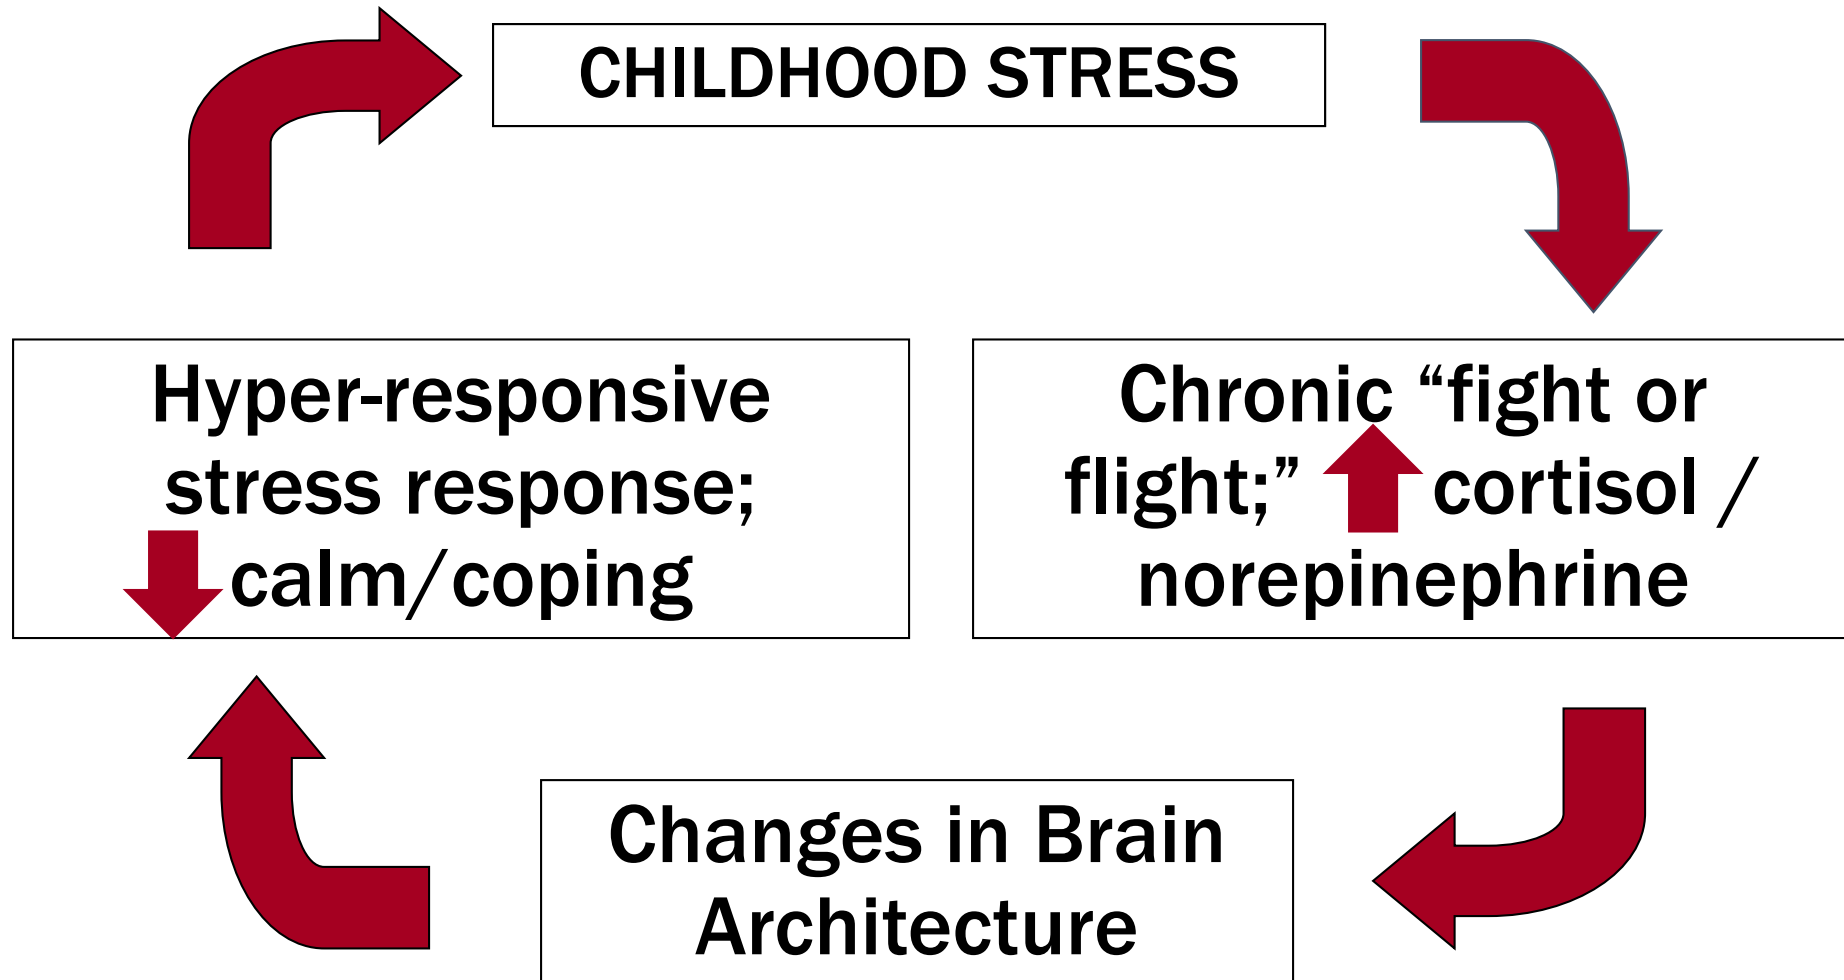 CHILDHOOD STRESS
Hyper-responsive
stress response;
calm/coping
Chronic “fight or
flight;” cortisol /
norepinephrine
Changes in Brain
Architecture